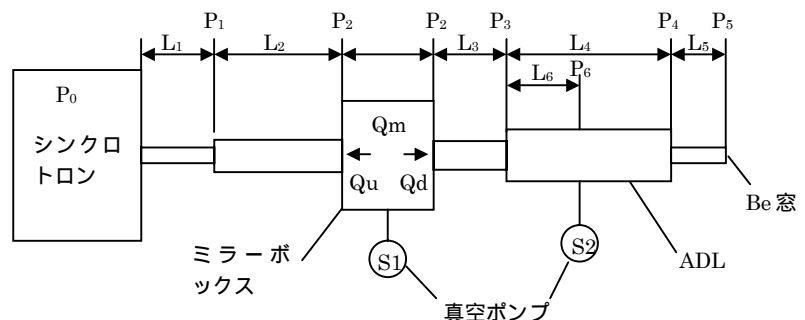 P₁ P₂ P₂ P₃ P₄ P₅
L₁ L₂ L₃ L₄ L₅
L₆ P₆
P₀
シンクロ
トロン
Qm
Qu Qd
Be 窓
ミラーボ
ックス
S1
S2
ADL
真空ポンプ